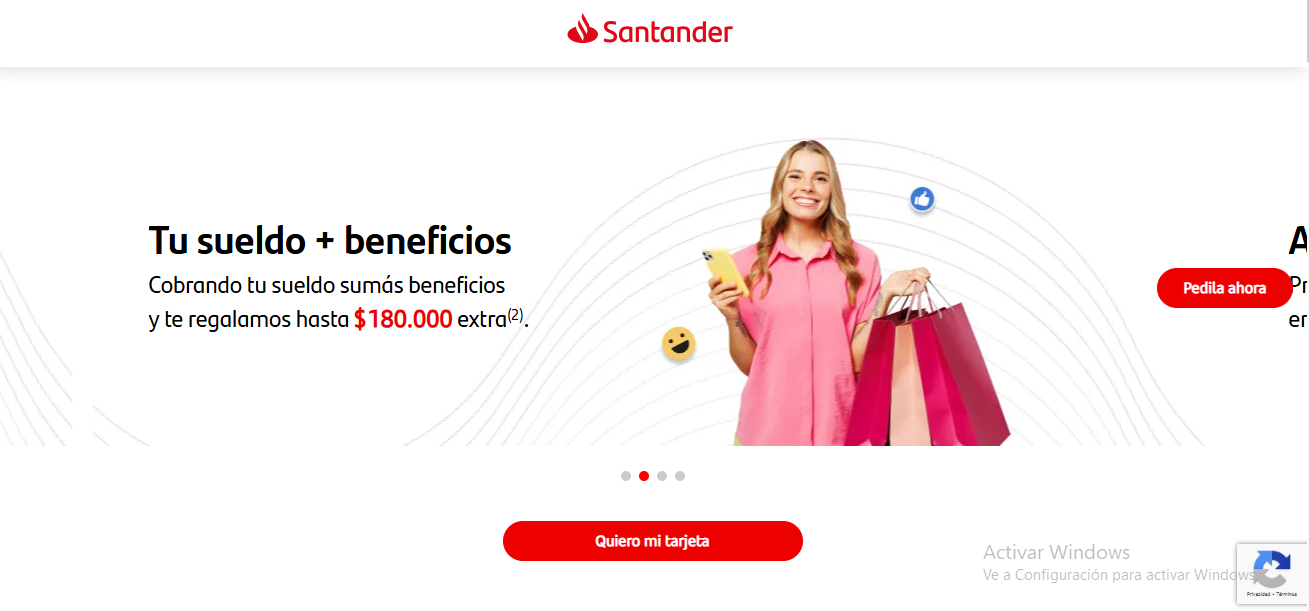 Santander
Tu sueldo + beneficios
Cobrando tu sueldo sumás beneficios
y te regalamos hasta $180.000 extra(2).
A
Pedila ahora
Pr
er
Quiero mi tarjeta
Activar Windows
Ve a Configuración para activar Windows.
Privacidad - Términos